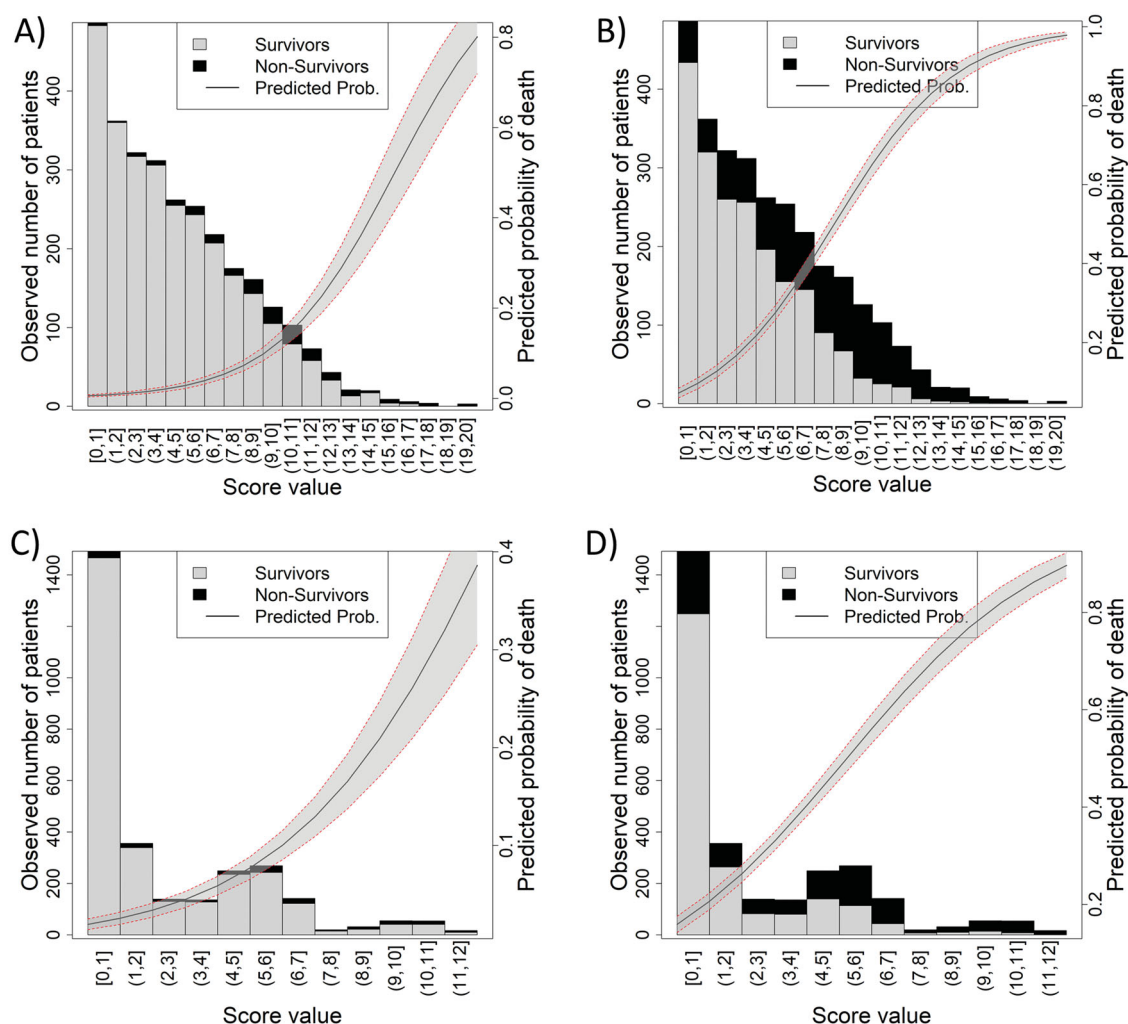 A)
Survivors
Non-Survivors
Predicted Prob.
Observed number of patients
0 100 200 300 400
Predicted probability of death
0.0 0.2 0.4 0.6 0.8
[0,1] (1,2] (2,3] (3,4] (4,5] (5,6] (6,7] (7,8] (8,9] (9,10] (10,11] (11,12] (12,13] (13,14] (14,15] (15,16] (16,17] (17,18] (18,19] (19,20]
Score value
B)
Survivors
Non-Survivors
Predicted Prob.
Observed number of patients
0 100 200 300 400
Predicted probability of death
0.2 0.4 0.6 0.8 1.0
[0,1] (1,2] (2,3] (3,4] (4,5] (5,6] (6,7] (7,8] (8,9] (9,10] (10,11] (11,12] (12,13] (13,14] (14,15] (15,16] (16,17] (17,18] (18,19] (19,20]
Score value
C)
Survivors
Non-Survivors
Predicted Prob.
Observed number of patients
0 200 400 600 800 1000 1400
Predicted probability of death
0.1 0.2 0.3 0.4
[0,1] (1,2] (2,3] (3,4] (4,5] (5,6] (6,7] (7,8] (8,9] (9,10] (10,11] (11,12]
Score value
D)
Survivors
Non-Survivors
Predicted Prob.
Observed number of patients
0 200 400 600 800 1000 1400
Predicted probability of death
0.2 0.4 0.6 0.8
[0,1] (1,2] (2,3] (3,4] (4,5] (5,6] (6,7] (7,8] (8,9] (9,10] (10,11] (11,12]
Score value